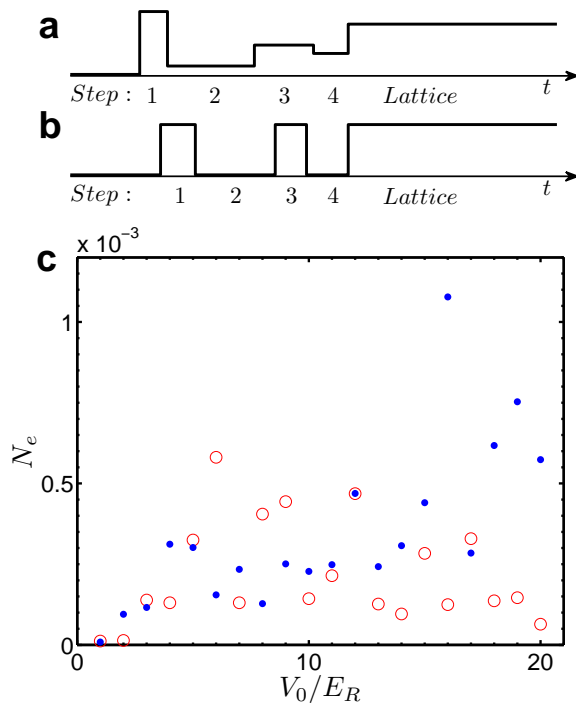 a
Step : 1 2 3 4 Lattice t
b
Step : 1 2 3 4 Lattice t
c
x 10⁻³
1
0.5
0
N_e
0 10 20
V_0/E_R